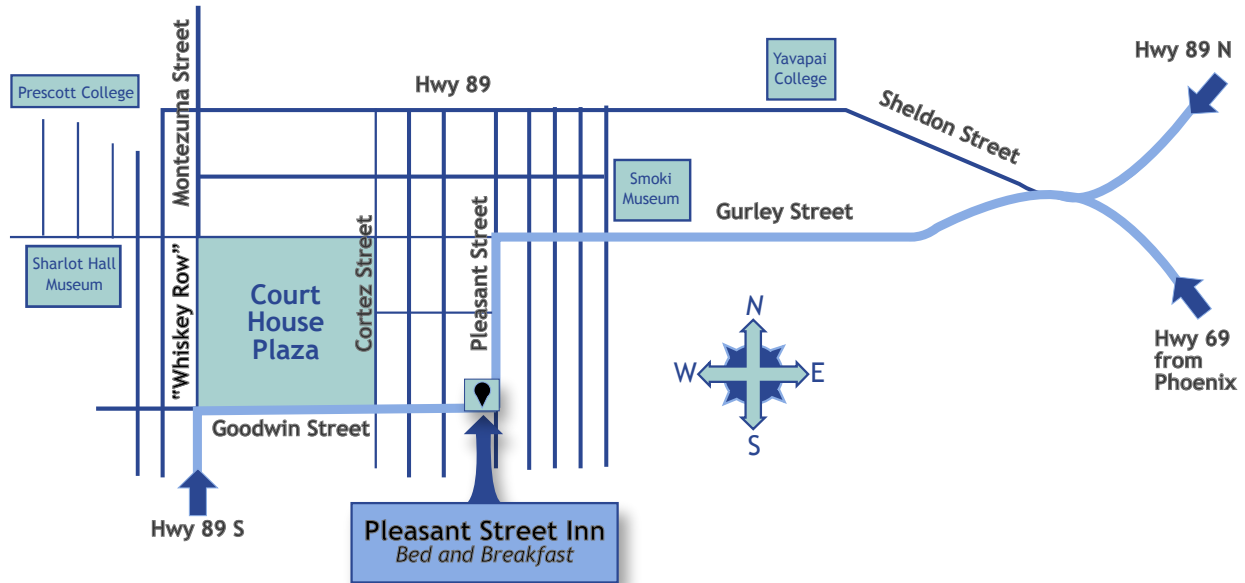 Montezuma Street
Hwy 89
Yavapai
College
Hwy 89 N
Prescott College
Sheldon Street
Smoki
Museum
Gurley Street
Sharlot Hall
Museum
"Whiskey Row”
Court
House
Plaza
Cortez Street
Pleasant Street
N
W
E
S
Hwy 69
from
Phoenix
Goodwin Street
Hwy 89 S
Pleasant Street Inn
Bed and Breakfast